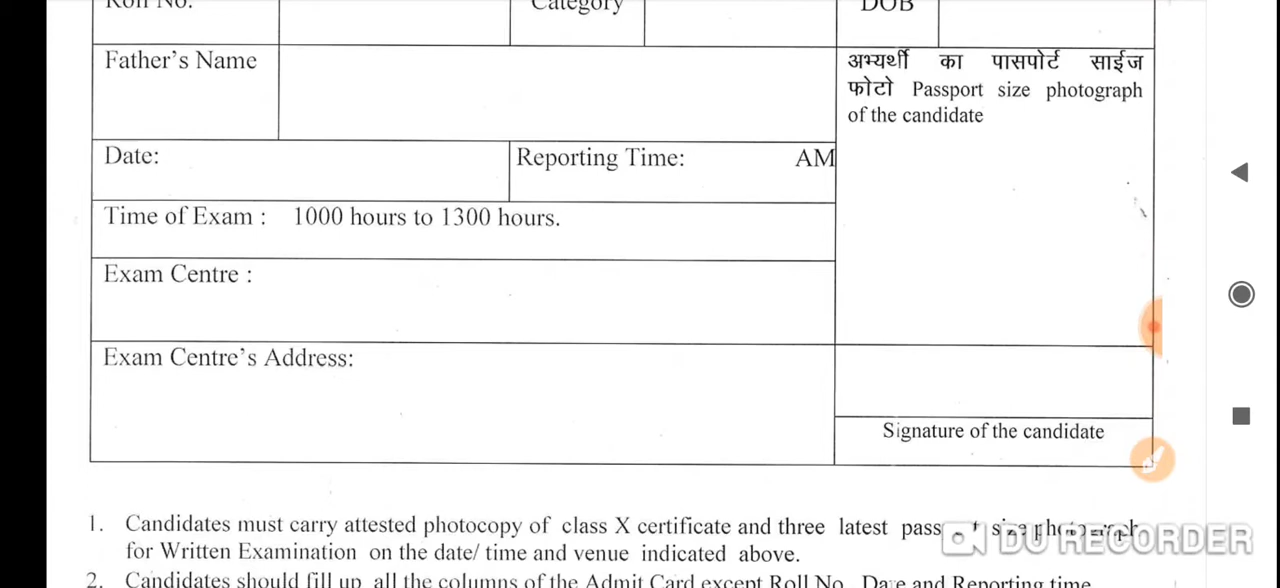 Roll No.
Category
DOB
Father's Name
अभ्यर्थी का पासपोर्ट साईज
फोटो Passport size photograph
of the candidate
Date:
Reporting Time: AM
Time of Exam : 1000 hours to 1300 hours.
Exam Centre :
Exam Centre's Address:
Signature of the candidate
1. Candidates must carry attested photocopy of class X certificate and three latest passport size photograph
for Written Examination on the date/ time and venue indicated above.
DU RECORDER
2. Candidates should fill up all the columns of the Admit Card except Roll No. Date and Reporting time